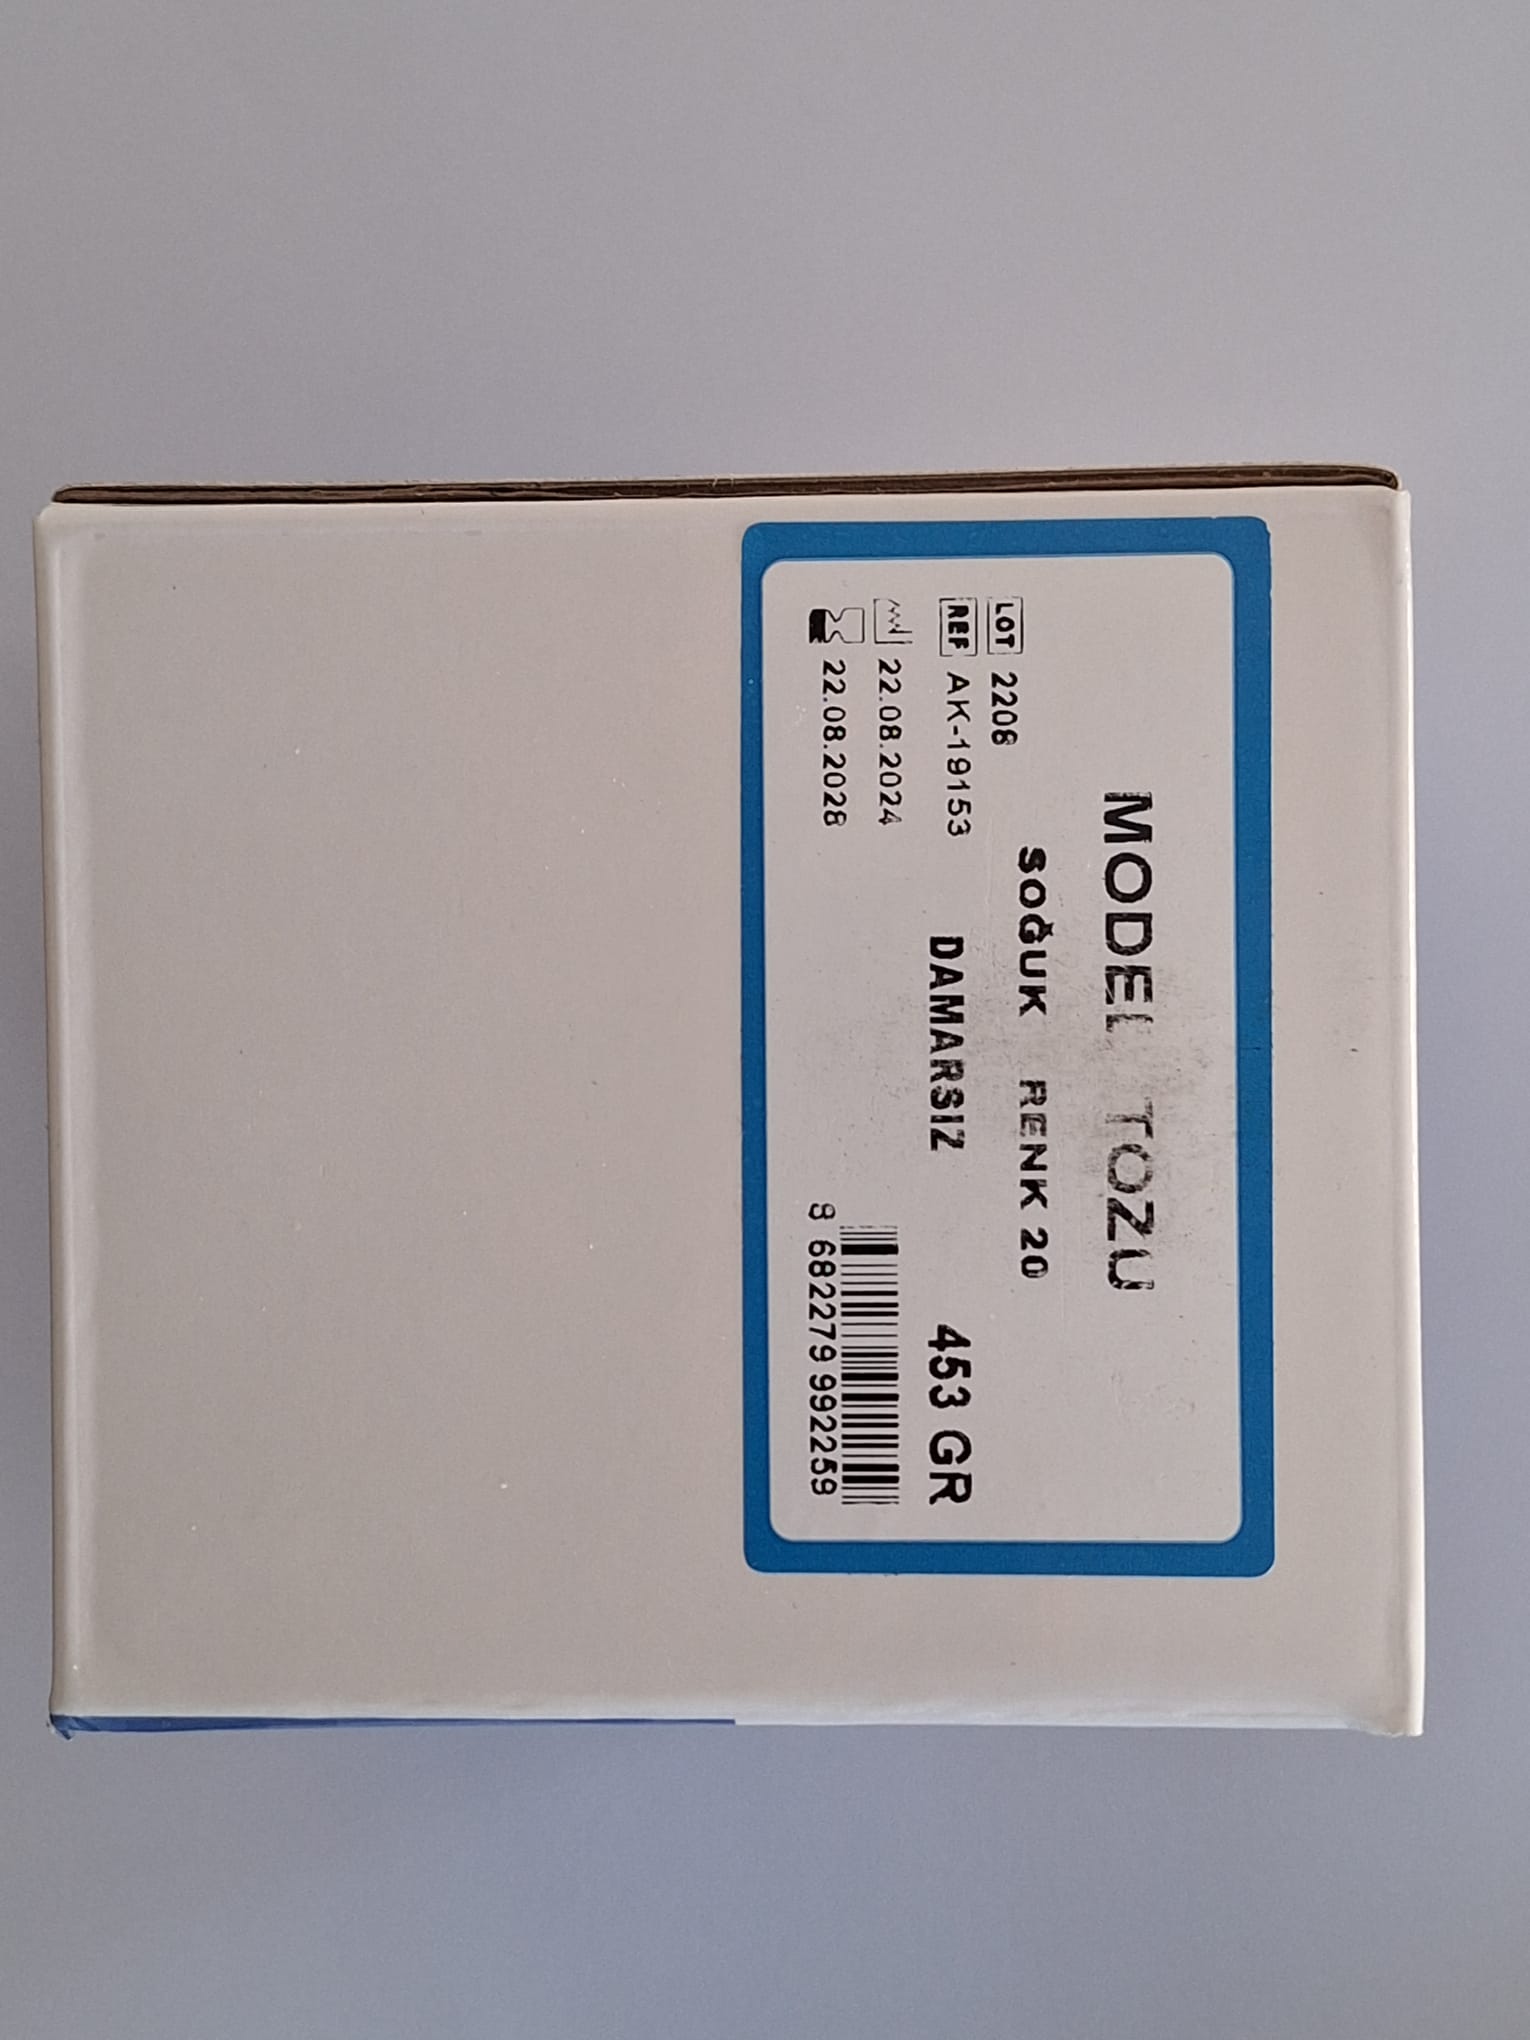 MODEL TOZU
SOĞUK RENK 20
LOT 2208
REF AK-19153
DAMARSIZ
453 GR
22.08.2024
22.08.2028
8 682279 992259